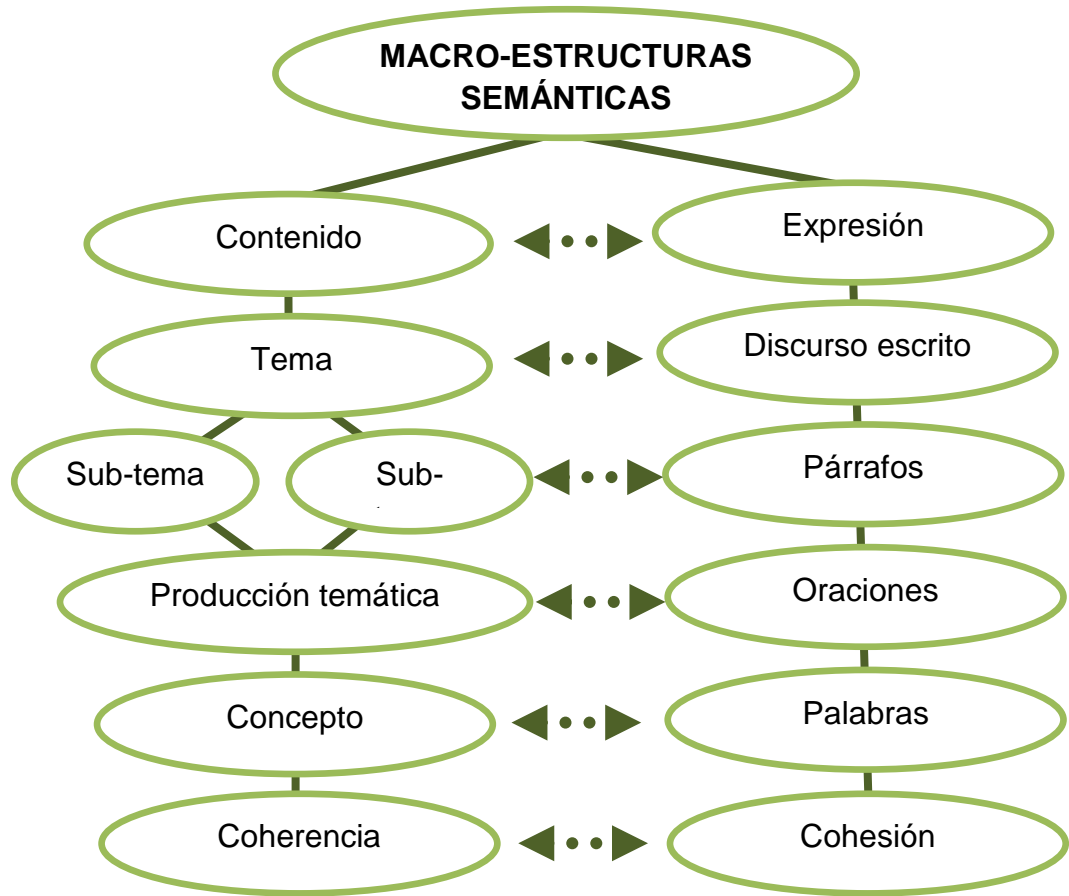 MACRO-ESTRUCTURAS
SEMÁNTICAS
Contenido
Expresión
Tema
Discurso escrito
Sub-tema
Sub-
Párrafos
Producción temática
Oraciones
Concepto
Palabras
Coherencia
Cohesión